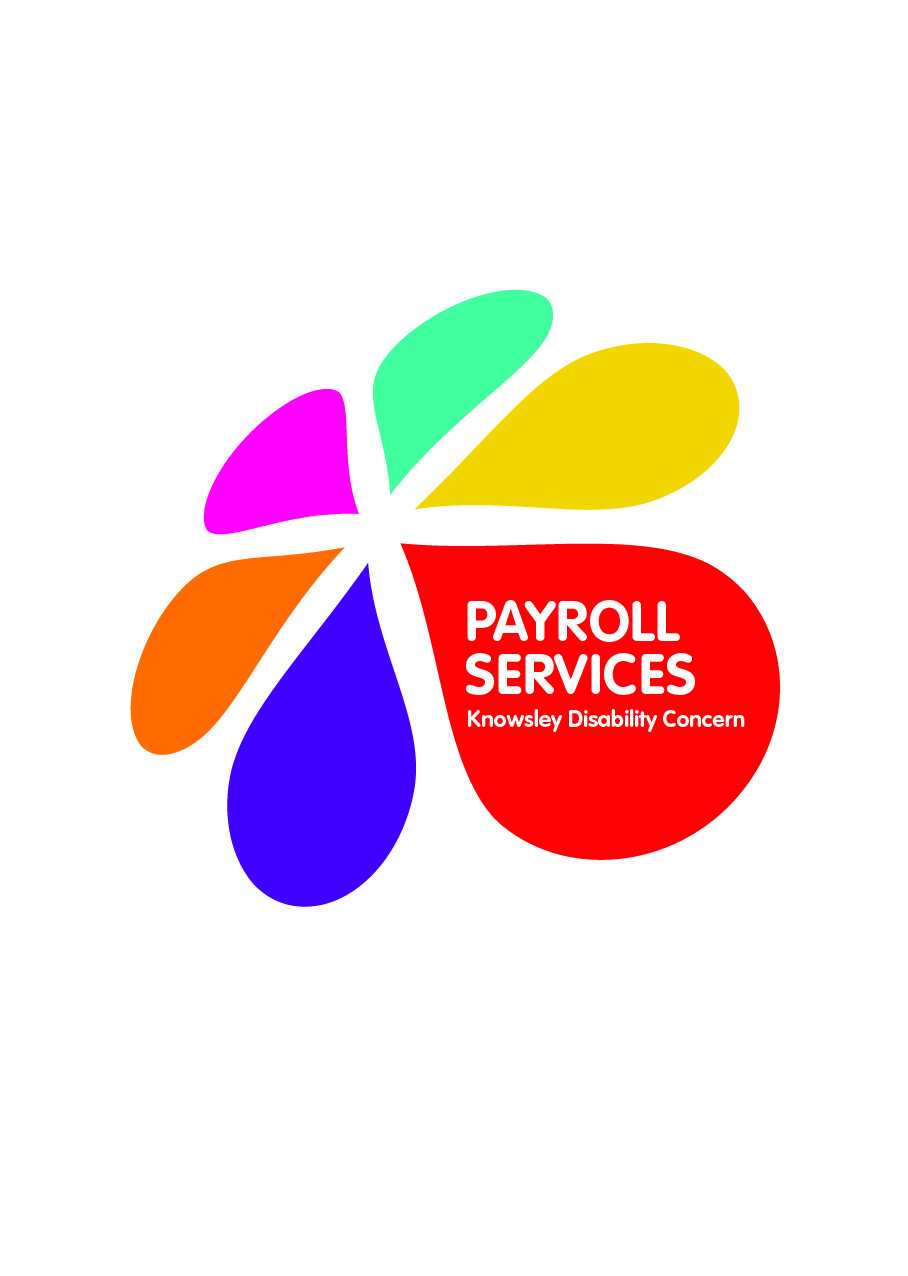 PAYROLL
SERVICES
Knowsley Disability Concern